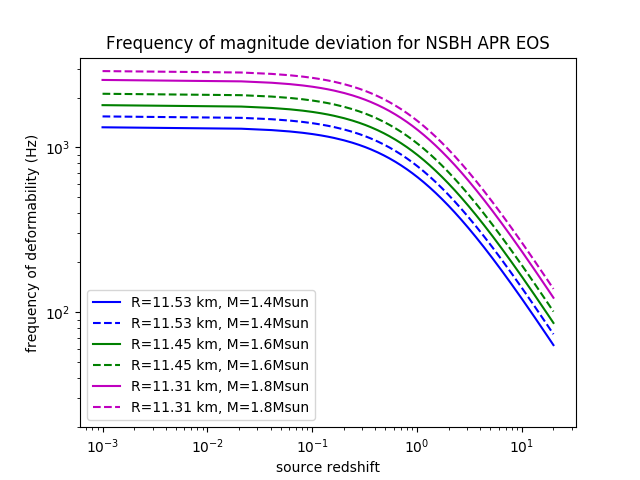 Frequency of magnitude deviation for NSBH APR EOS
frequency of deformability (Hz)
10³
10²
R=11.53 km, M=1.4Msun
R=11.53 km, M=1.4Msun
R=11.45 km, M=1.6Msun
R=11.45 km, M=1.6Msun
R=11.31 km, M=1.8Msun
R=11.31 km, M=1.8Msun
10⁻³ 10⁻² 10⁻¹ 10⁰ 10¹
source redshift